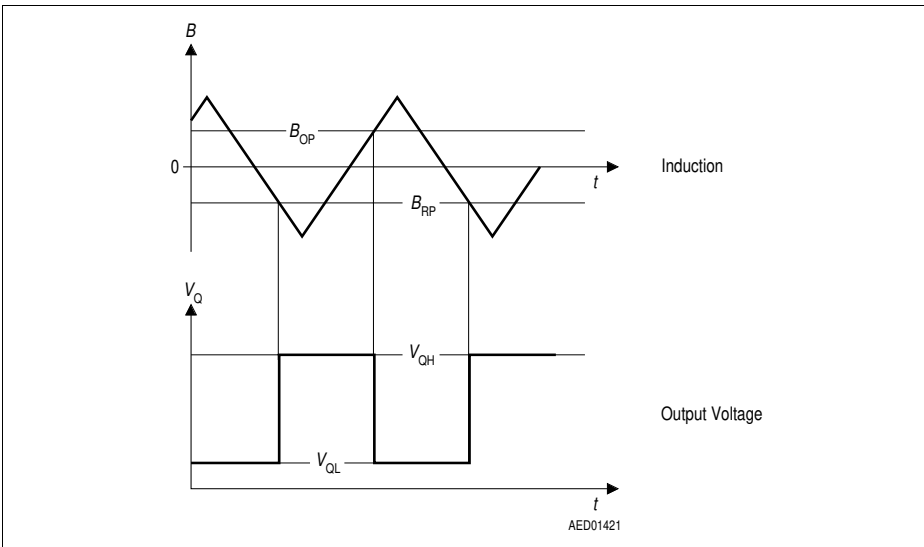 B
B_OP
0
t
Induction
B_RP
V_Q
V_QH
Output Voltage
V_QL
t
AED01421